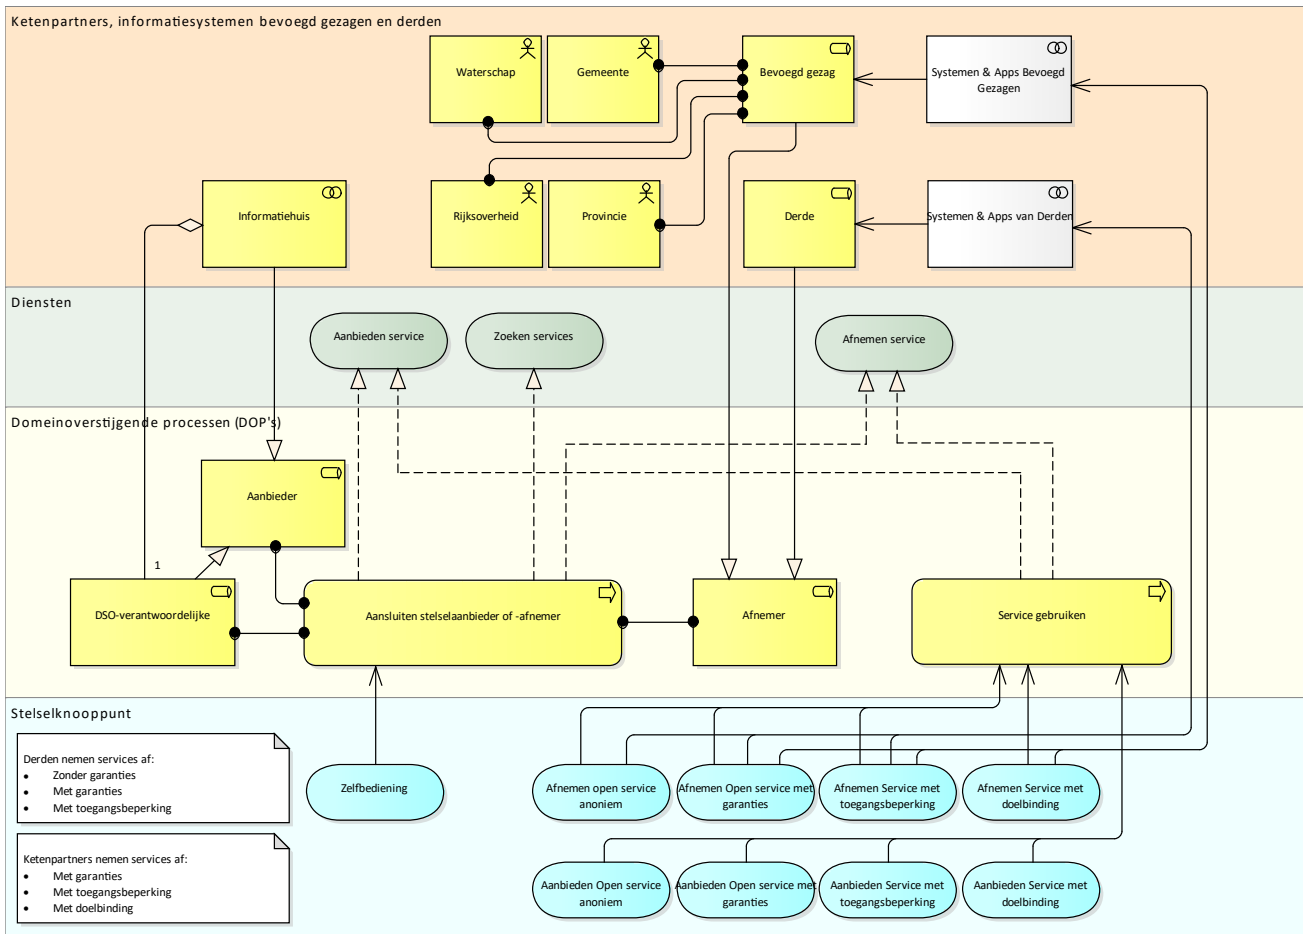 Ketenpartners, informatiesystemen bevoegd gezagen en derden
Waterschap
Gemeente
Bevoegd gezag
Systemen & Apps Bevoegd
Gezagen
Informatiehuis
Rijksoverheid
Provincie
Derde
Systemen & Apps van Derden
Diensten
Aanbieden service
Zoeken services
Afnemen service
Domeinoverstijgende processen (DOP's)
Aanbieder
1
DSO-verantwoordelijke
Aansluiten stelselaanbieder of -afnemer
Afnemer
Service gebruiken
Stelselknooppunt
Derden nemen services af:
• Zonder garanties
• Met garanties
• Met toegangsbeperking
Zelfbediening
Afnemen open service
anoniem
Afnemen Open service met
garanties
Afnemen Service met
toegangsbeperking
Afnemen Service met
doelbinding
Ketenpartners nemen services af:
• Met garanties
• Met toegangsbeperking
• Met doelbinding
Aanbieden Open service
anoniem
Aanbieden Open service met
garanties
Aanbieden Service met
toegangsbeperking
Aanbieden Service met
doelbinding